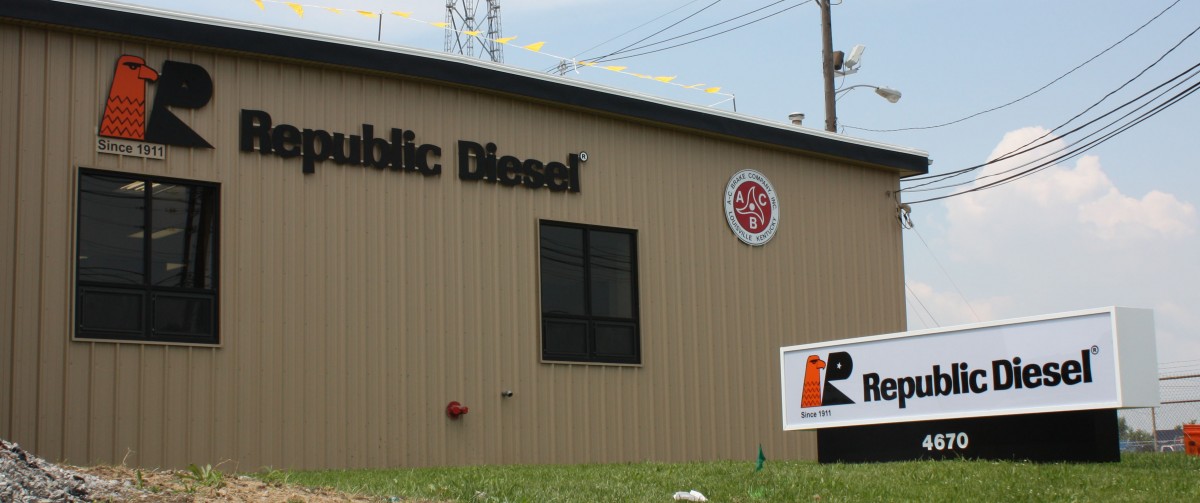 Since 1911
Republic Diesel®
A-C BRAKE COMPANY, INC.
A C
B
LOUISVILLE KENTUCKY
R
Since 1911
Republic Diesel®
4670